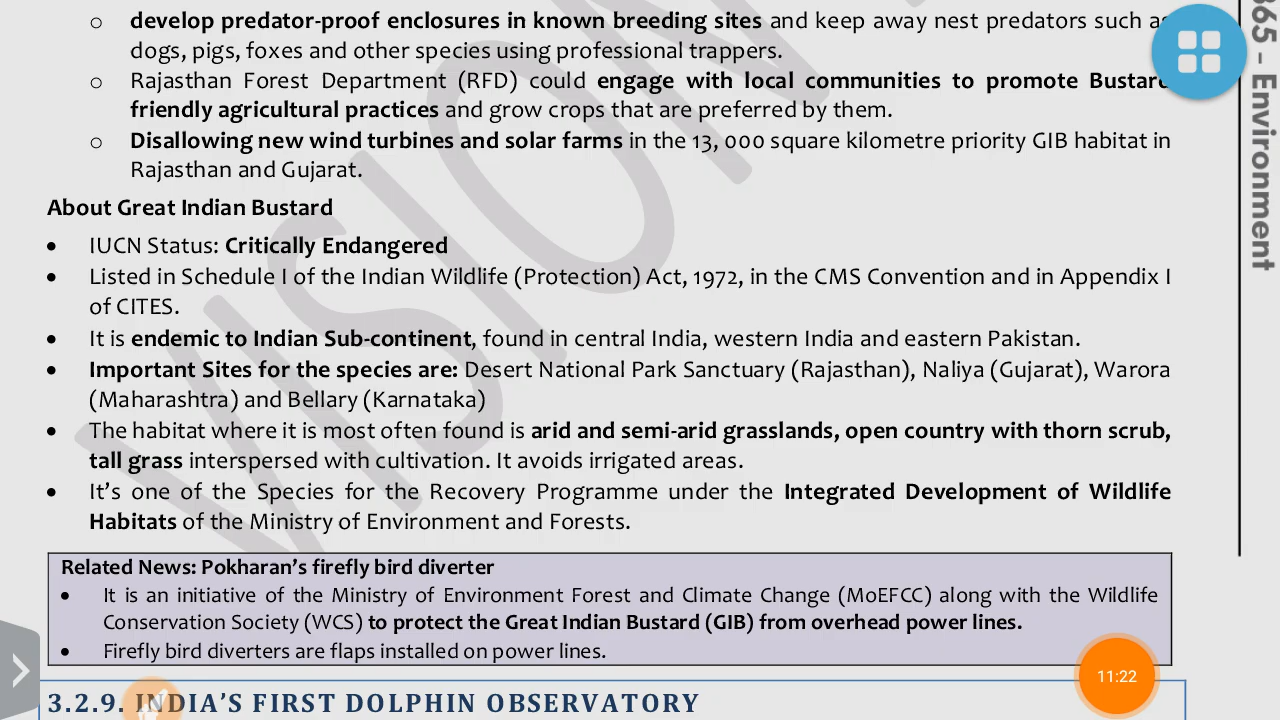 o develop predator-proof enclosures in known breeding sites and keep away nest predators such as
dogs, pigs, foxes and other species using professional trappers.
o Rajasthan Forest Department (RFD) could engage with local communities to promote Bustard
friendly agricultural practices and grow crops that are preferred by them.
o Disallowing new wind turbines and solar farms in the 13, 000 square kilometre priority GIB habitat in
Rajasthan and Gujarat.
About Great Indian Bustard
• IUCN Status: Critically Endangered
• Listed in Schedule I of the Indian Wildlife (Protection) Act, 1972, in the CMS Convention and in Appendix I
of CITES.
• It is endemic to Indian Sub-continent, found in central India, western India and eastern Pakistan.
• Important Sites for the species are: Desert National Park Sanctuary (Rajasthan), Naliya (Gujarat), Warora
(Maharashtra) and Bellary (Karnataka)
• The habitat where it is most often found is arid and semi-arid grasslands, open country with thorn scrub,
tall grass interspersed with cultivation. It avoids irrigated areas.
• It’s one of the Species for the Recovery Programme under the Integrated Development of Wildlife
Habitats of the Ministry of Environment and Forests.
Related News: Pokharan’s firefly bird diverter
• It is an initiative of the Ministry of Environment Forest and Climate Change (MoEFCC) along with the Wildlife
Conservation Society (WCS) to protect the Great Indian Bustard (GIB) from overhead power lines.
• Firefly bird diverters are flaps installed on power lines.
11:22
3.2.9. INDIA’S FIRST DOLPHIN OBSERVATORY
365 - Environment
VISION